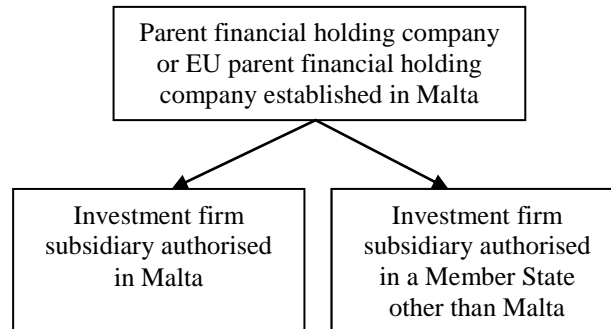 Parent financial holding company
or EU parent financial holding
company established in Malta
Investment firm
subsidiary authorised
in Malta
Investment firm
subsidiary authorised
in a Member State
other than Malta